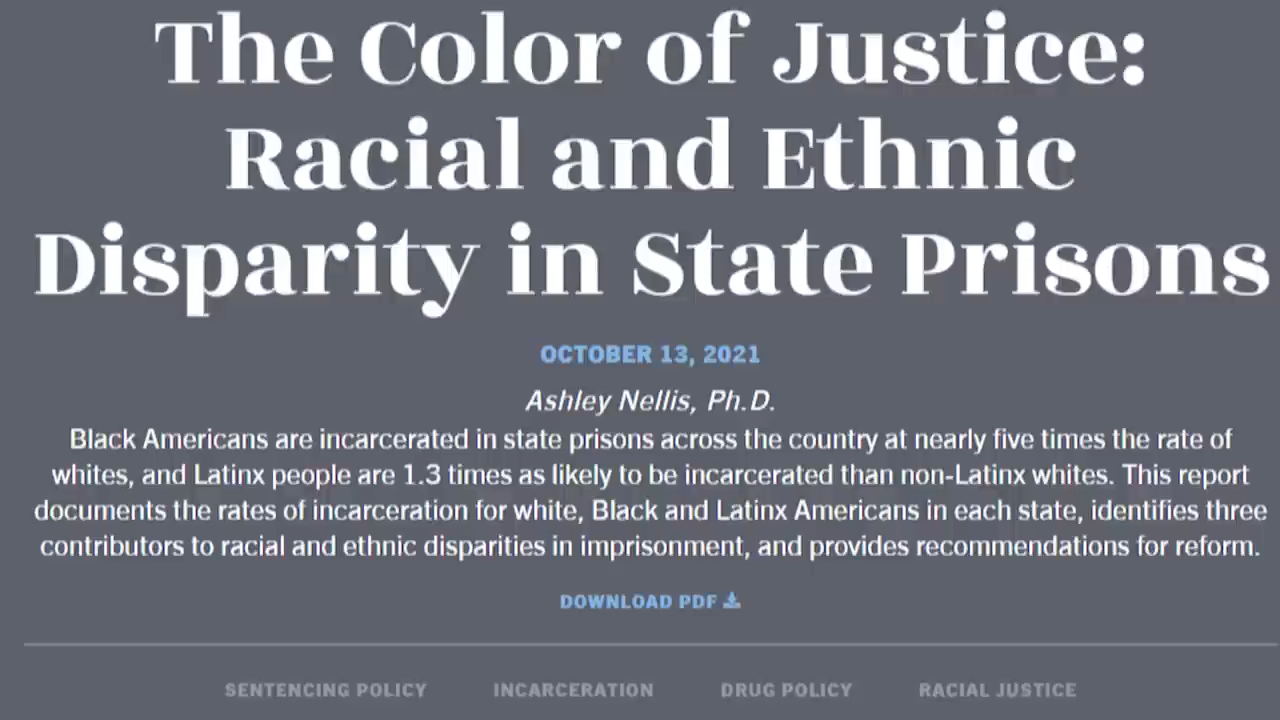 The Color of Justice:
Racial and Ethnic
Disparity in State Prisons
OCTOBER 13, 2021
Ashley Nellis, Ph.D.
Black Americans are incarcerated in state prisons across the country at nearly five times the rate of
whites, and Latinx people are 1.3 times as likely to be incarcerated than non-Latinx whites. This report
documents the rates of incarceration for white, Black and Latinx Americans in each state, identifies three
contributors to racial and ethnic disparities in imprisonment, and provides recommendations for reform.
DOWNLOAD PDF
SENTENCING POLICY INCARCERATION DRUG POLICY RACIAL JUSTICE